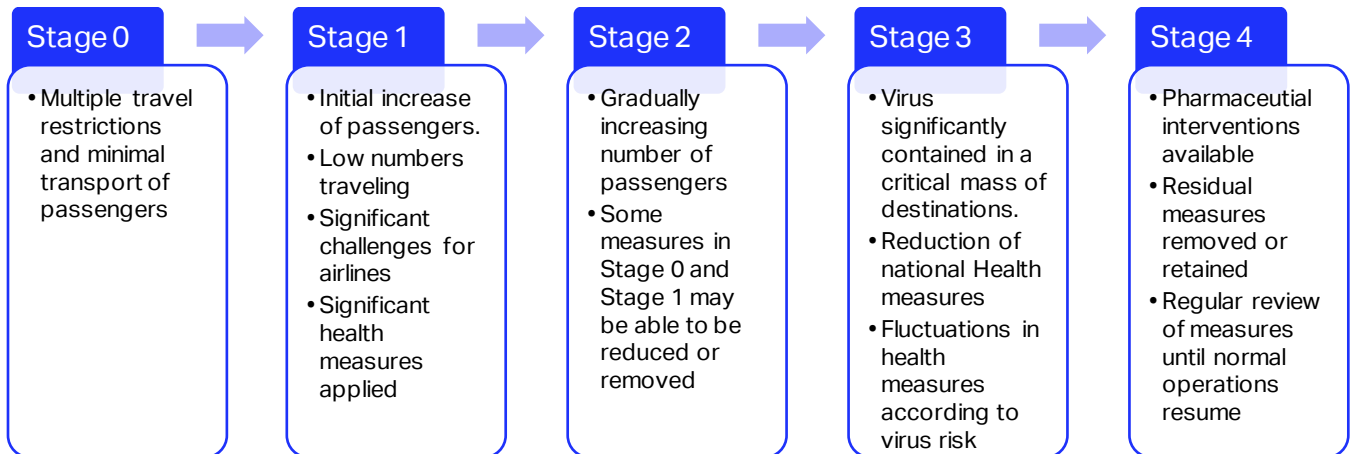 Stage 0
• Multiple travel
restrictions
and minimal
transport of
passengers
Stage 1
• Initial increase
of passengers.
• Low numbers
traveling
• Significant
challenges for
airlines
• Significant
health
measures
applied
Stage 2
• Gradually
increasing
number of
passengers
• Some
measures in
Stage 0 and
Stage 1 may
be able to be
reduced or
removed
Stage 3
• Virus
significantly
contained in a
critical mass of
destinations.
• Reduction of
national Health
measures
• Fluctuations in
health
measures
according to
virus risk
Stage 4
• Pharmaceutial
interventions
available
• Residual
measures
removed or
retained
• Regular review
of measures
until normal
operations
resume